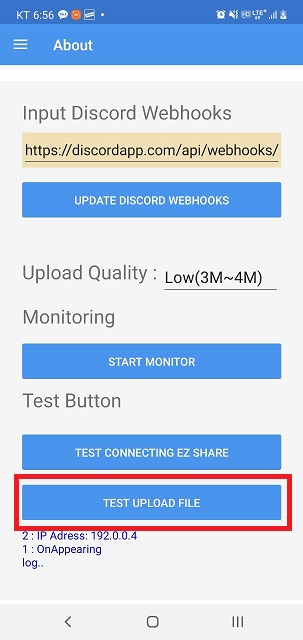 KT 6:56
About
Input Discord Webhooks
https://discordapp.com/api/webhooks/
UPDATE DISCORD WEBHOOKS
Upload Quality : Low(3M~4M)
Monitoring
START MONITOR
Test Button
TEST CONNECTING EZ SHARE
TEST UPLOAD FILE
2 : IP Adress: 192.0.0.4
1 : OnAppearing
log..